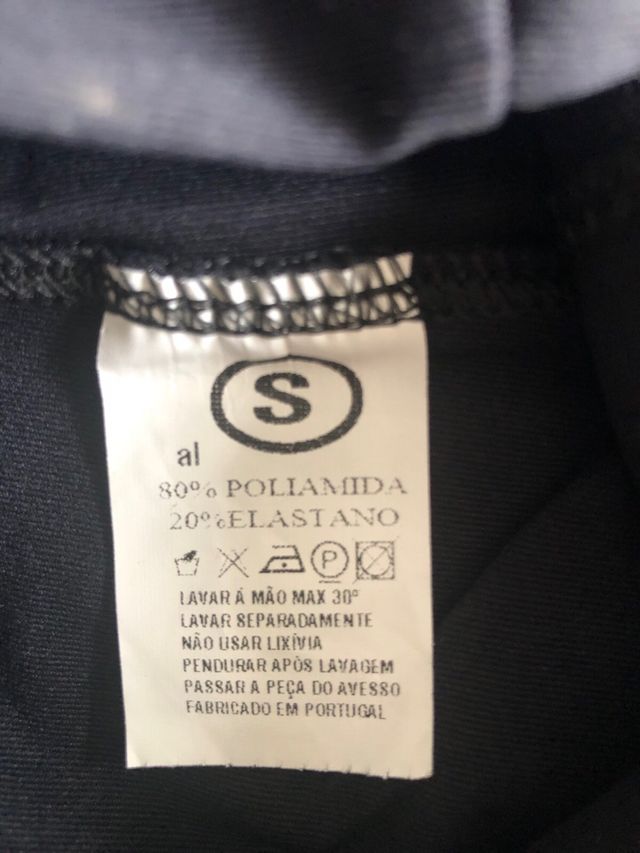 S
al
80% POLIAMIDA
20%ELASTANO
P
LAVAR Á MÃO MAX 30º
LAVAR SEPARADAMENTE
NÃO USAR LIXÍVIA
PENDURAR APÓS LAVAGEM
PASSAR A PEÇA DO AVESSO
FABRICADO EM PORTUGAL